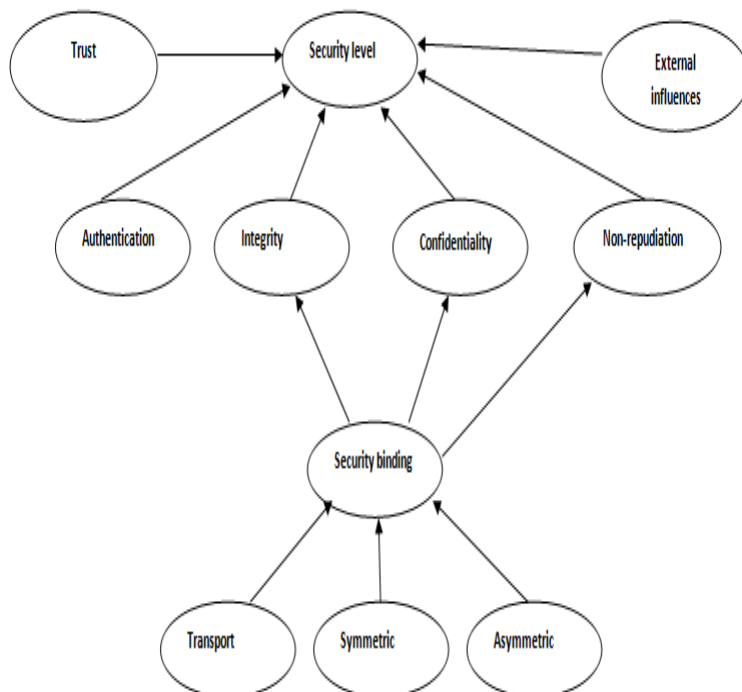 Trust
Security level
External
influences
Authentication
Integrity
Confidentiality
Non-repudiation
Security binding
Transport
Symmetric
Asymmetric